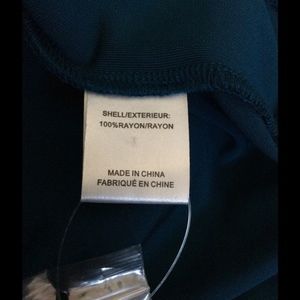 SHELL/EXTERIEUR:
100%RAYON/RAYON
MADE IN CHINA
FABRIQUÉ EN CHINE